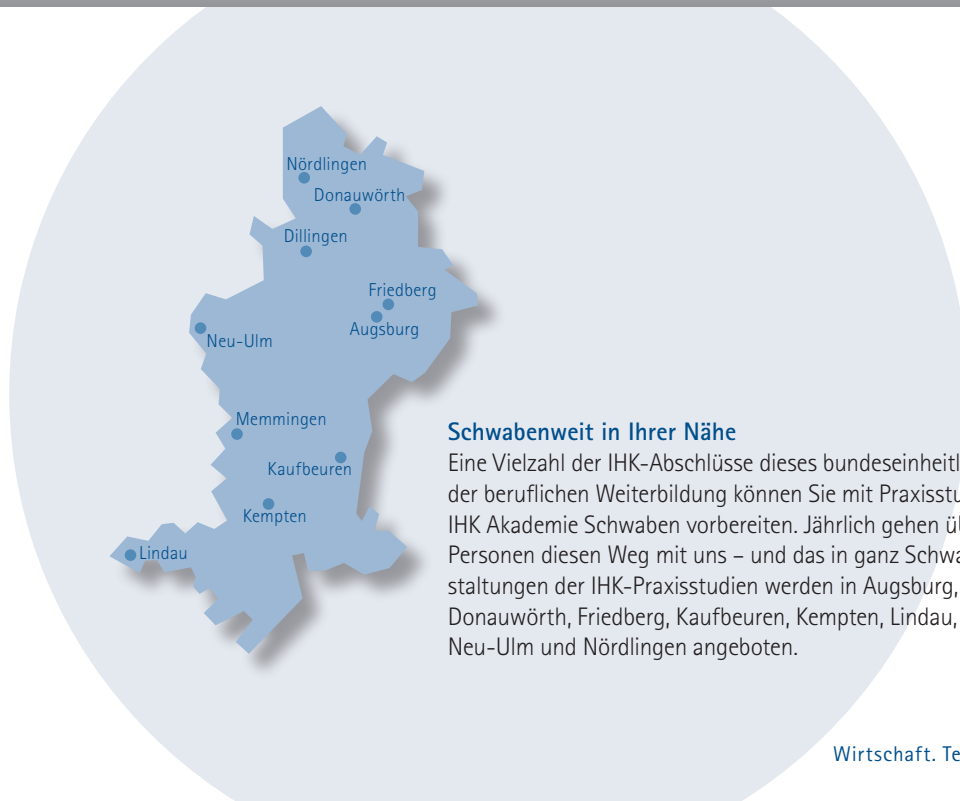 Nördlingen
Donauwörth
Dillingen
Friedberg
Augsburg
Neu-Ulm
Memmingen
Kaufbeuren
Kempten
Lindau
Schwabenweit in Ihrer Nähe
Eine Vielzahl der IHK-Abschlüsse dieses bundeseinheitl
der beruflichen Weiterbildung können Sie mit Praxisstu
IHK Akademie Schwaben vorbereiten. Jährlich gehen ü
Personen diesen Weg mit uns – und das in ganz Schwa
staltungen der IHK-Praxisstudien werden in Augsburg,
Donauwörth, Friedberg, Kaufbeuren, Kempten, Lindau,
Neu-Ulm und Nördlingen angeboten.
Wirtschaft. Te